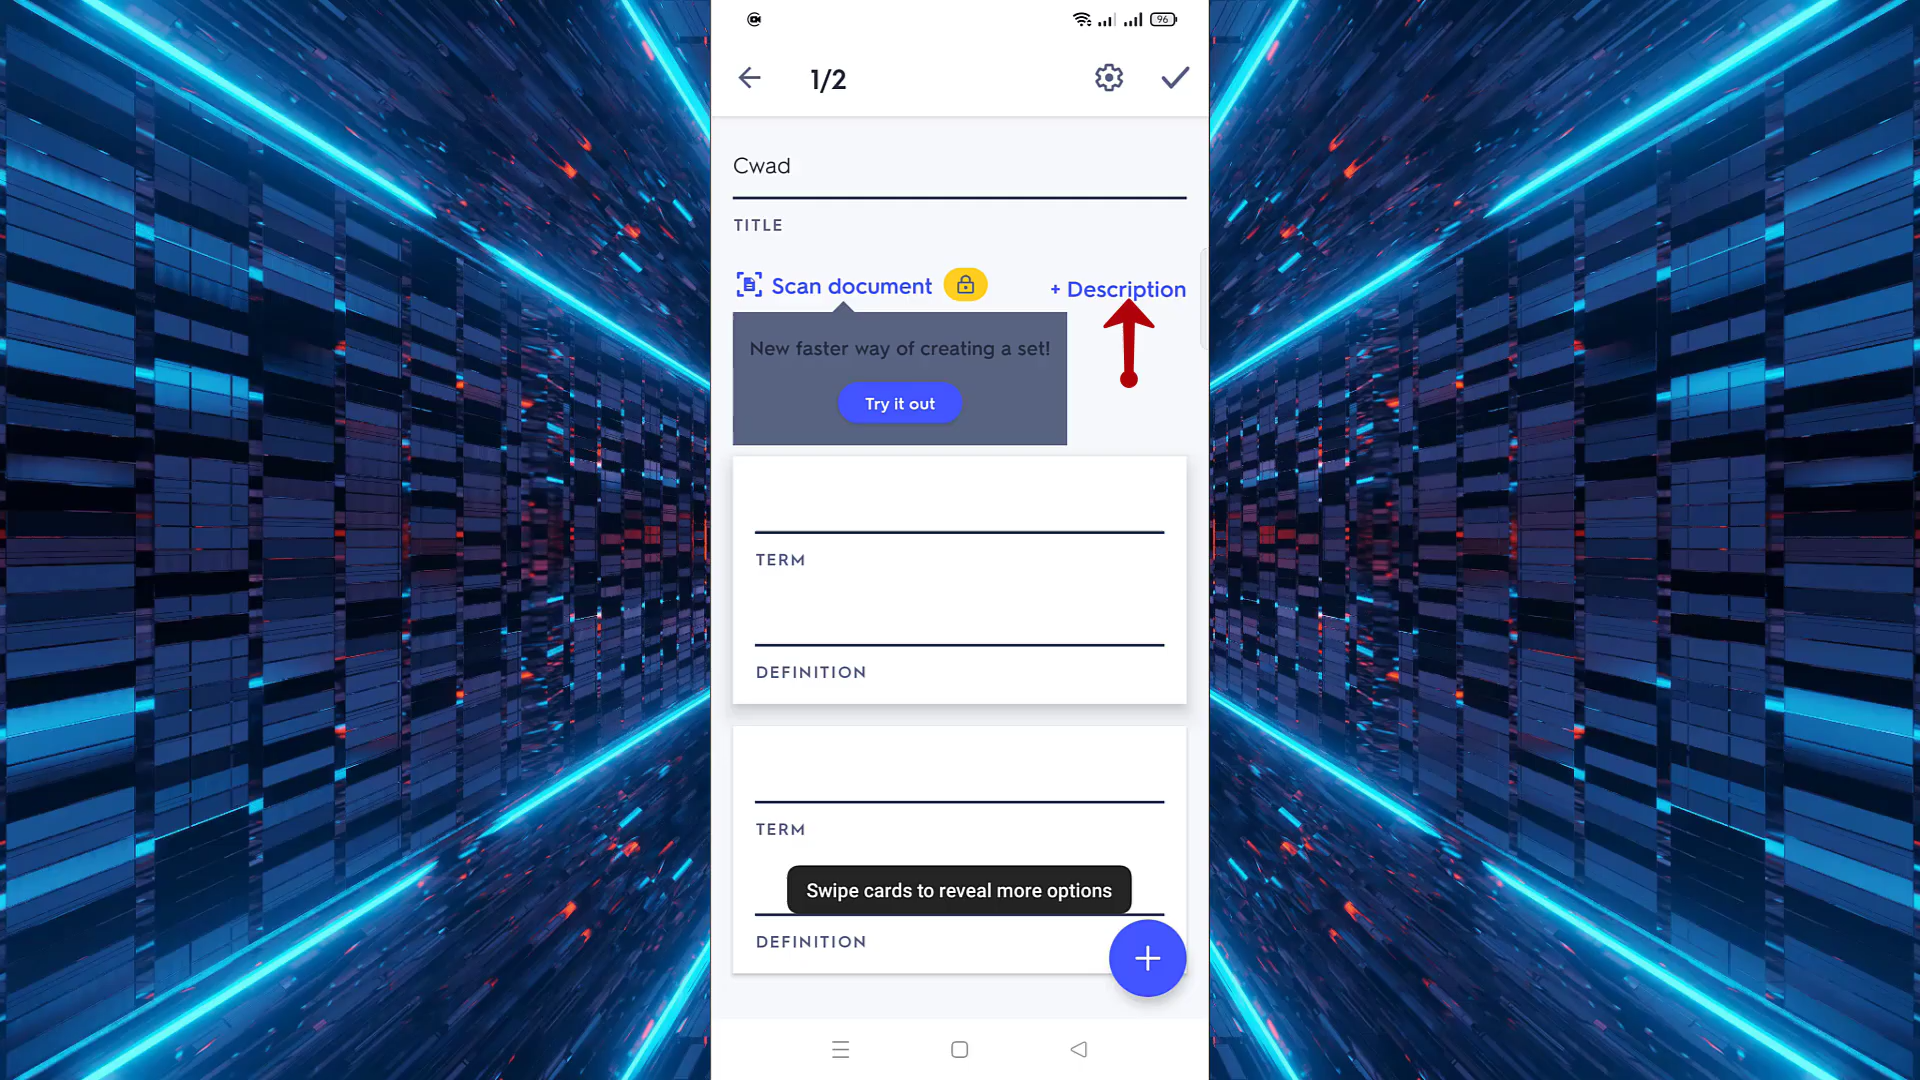 96
1/2
Cwad
TITLE
Scan document
+ Description
New faster way of creating a set!
Try it out
TERM
DEFINITION
TERM
Swipe cards to reveal more options
DEFINITION